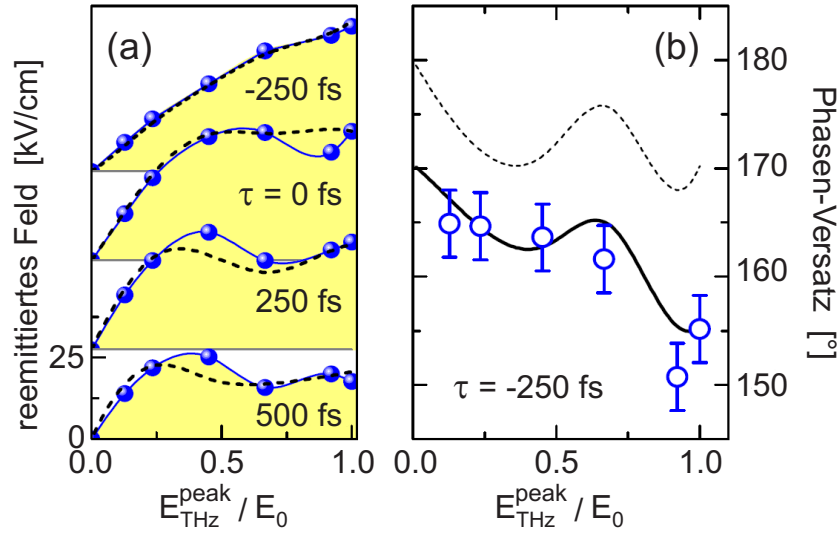 (a)
-250 fs
τ = 0 fs
250 fs
500 fs
reemittiertes Feld [kV/cm]
25
0
0.0 0.5 1.0
E_THz^peak / E_0
(b)
τ = -250 fs
180
170
160
150
Phasen-Versatz [°]
0.0 0.5 1.0
E_THz^peak / E_0